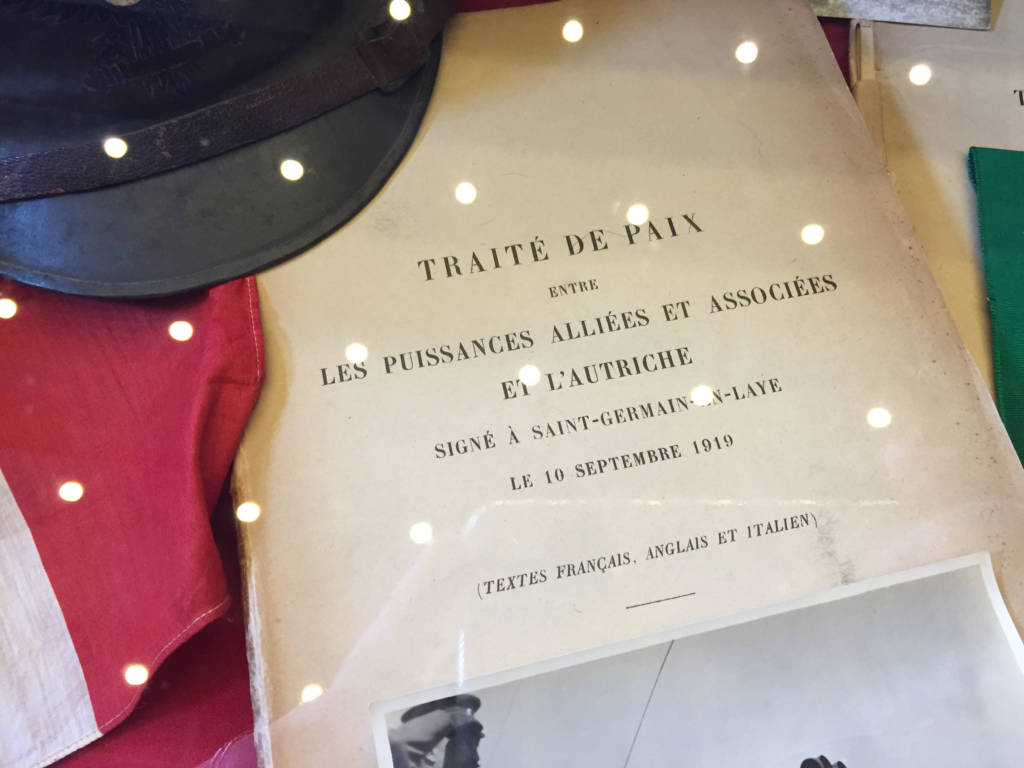 TRAITÉ DE PAIX
ENTRE
LES PUISSANCES ALLIÉES ET ASSOCIÉES
ET L'AUTRICHE
SIGNÉ À SAINT-GERMAIN-EN-LAYE
LE 10 SEPTEMBRE 1919
(TEXTES FRANÇAIS, ANGLAIS ET ITALIEN)